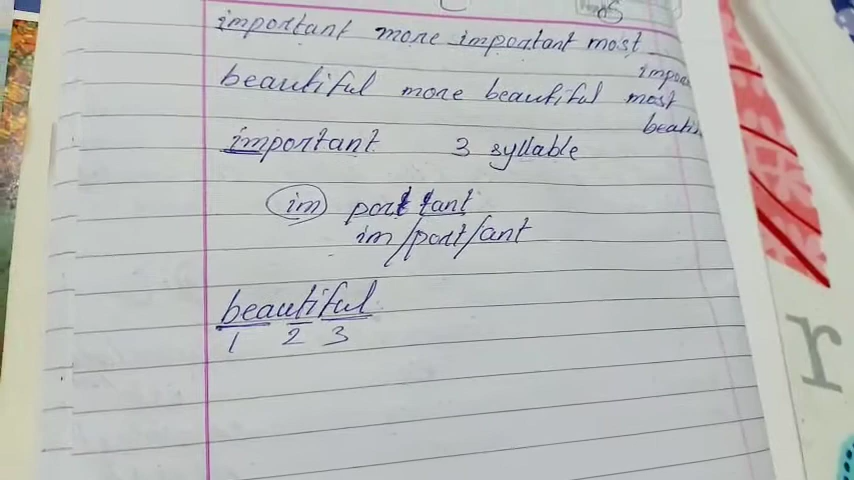 important more important most
impor
beautiful more beautiful most
beati
important 3 syllable
im port tant
im/port/ant
beautiful
1 2 3
r